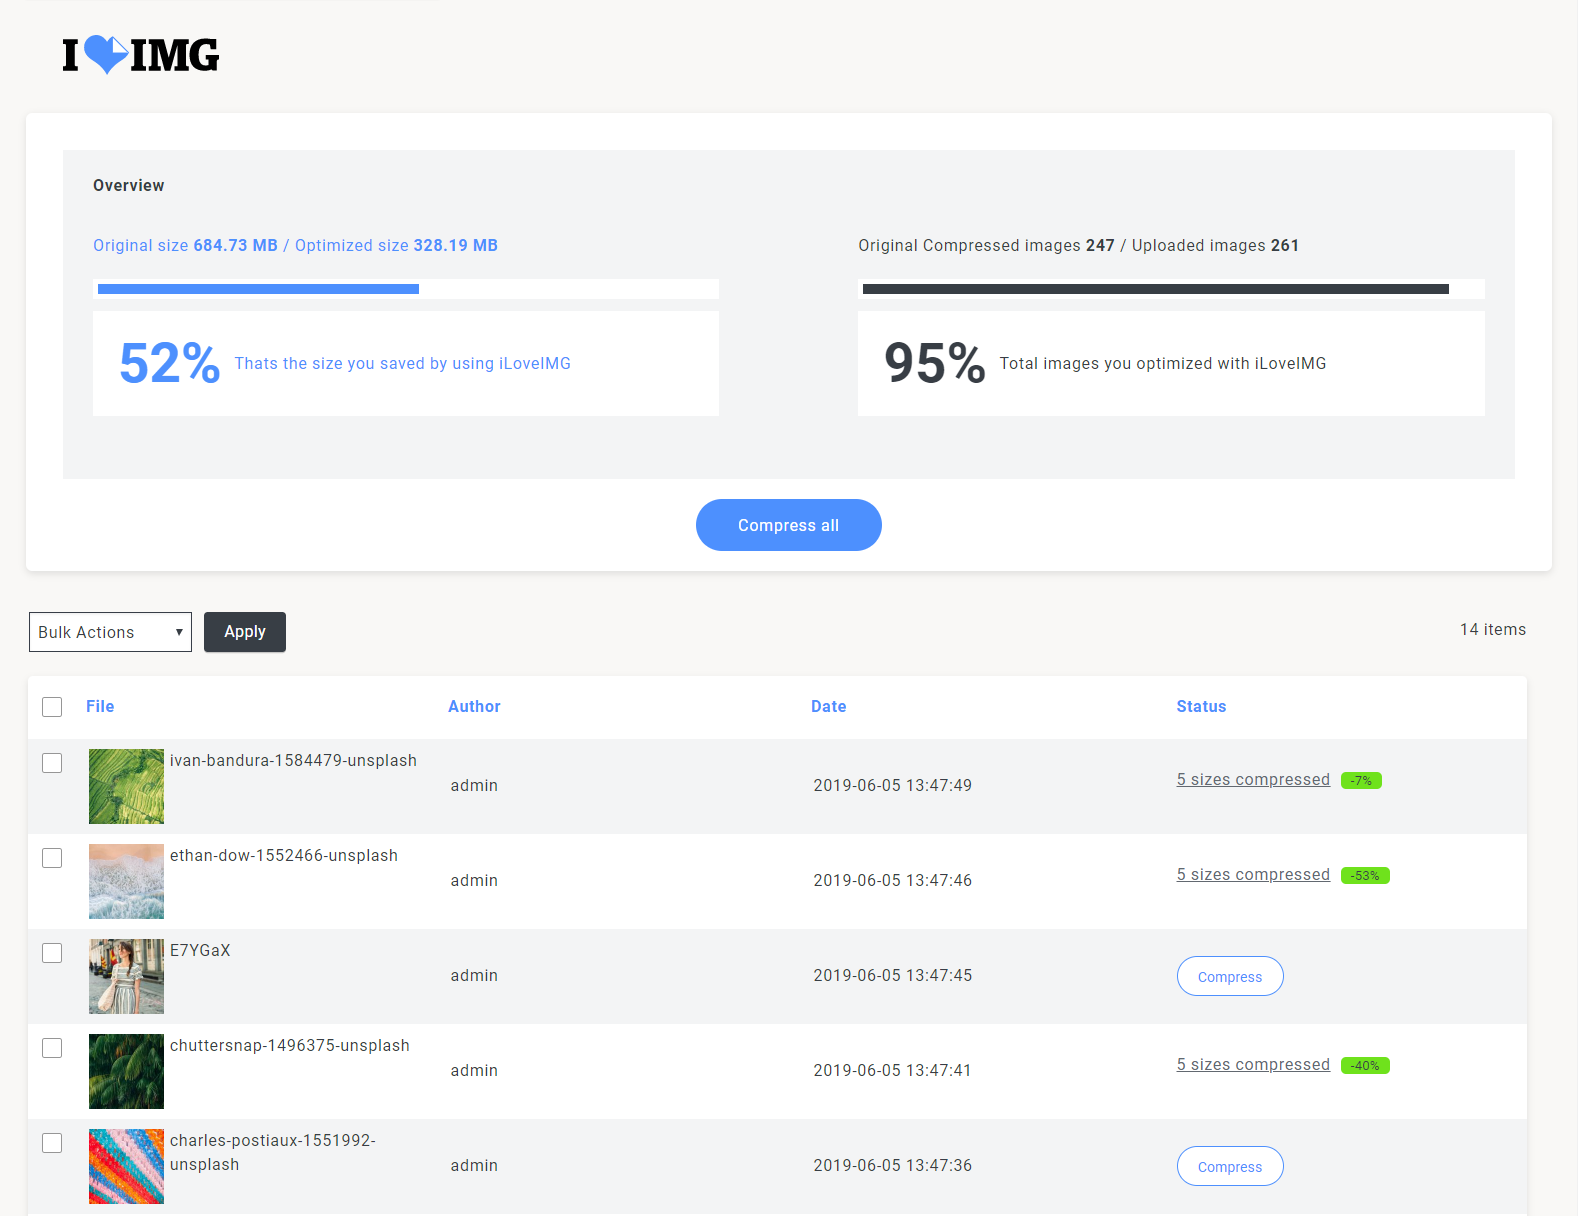 I IMG
Overview
Original size 684.73 MB / Optimized size 328.19 MB
Original Compressed images 247 / Uploaded images 261
52% Thats the size you saved by using iLoveIMG
95% Total images you optimized with iLoveIMG
Compress all
Bulk Actions
Apply
14 items
File Author Date Status
ivan-bandura-1584479-unsplash
admin 2019-06-05 13:47:49 5 sizes compressed -7%
ethan-dow-1552466-unsplash
admin 2019-06-05 13:47:46 5 sizes compressed -53%
E7YGaX
admin 2019-06-05 13:47:45 Compress
chuttersnap-1496375-unsplash
admin 2019-06-05 13:47:41 5 sizes compressed -40%
charles-postiaux-1551992-
unsplash
admin 2019-06-05 13:47:36 Compress